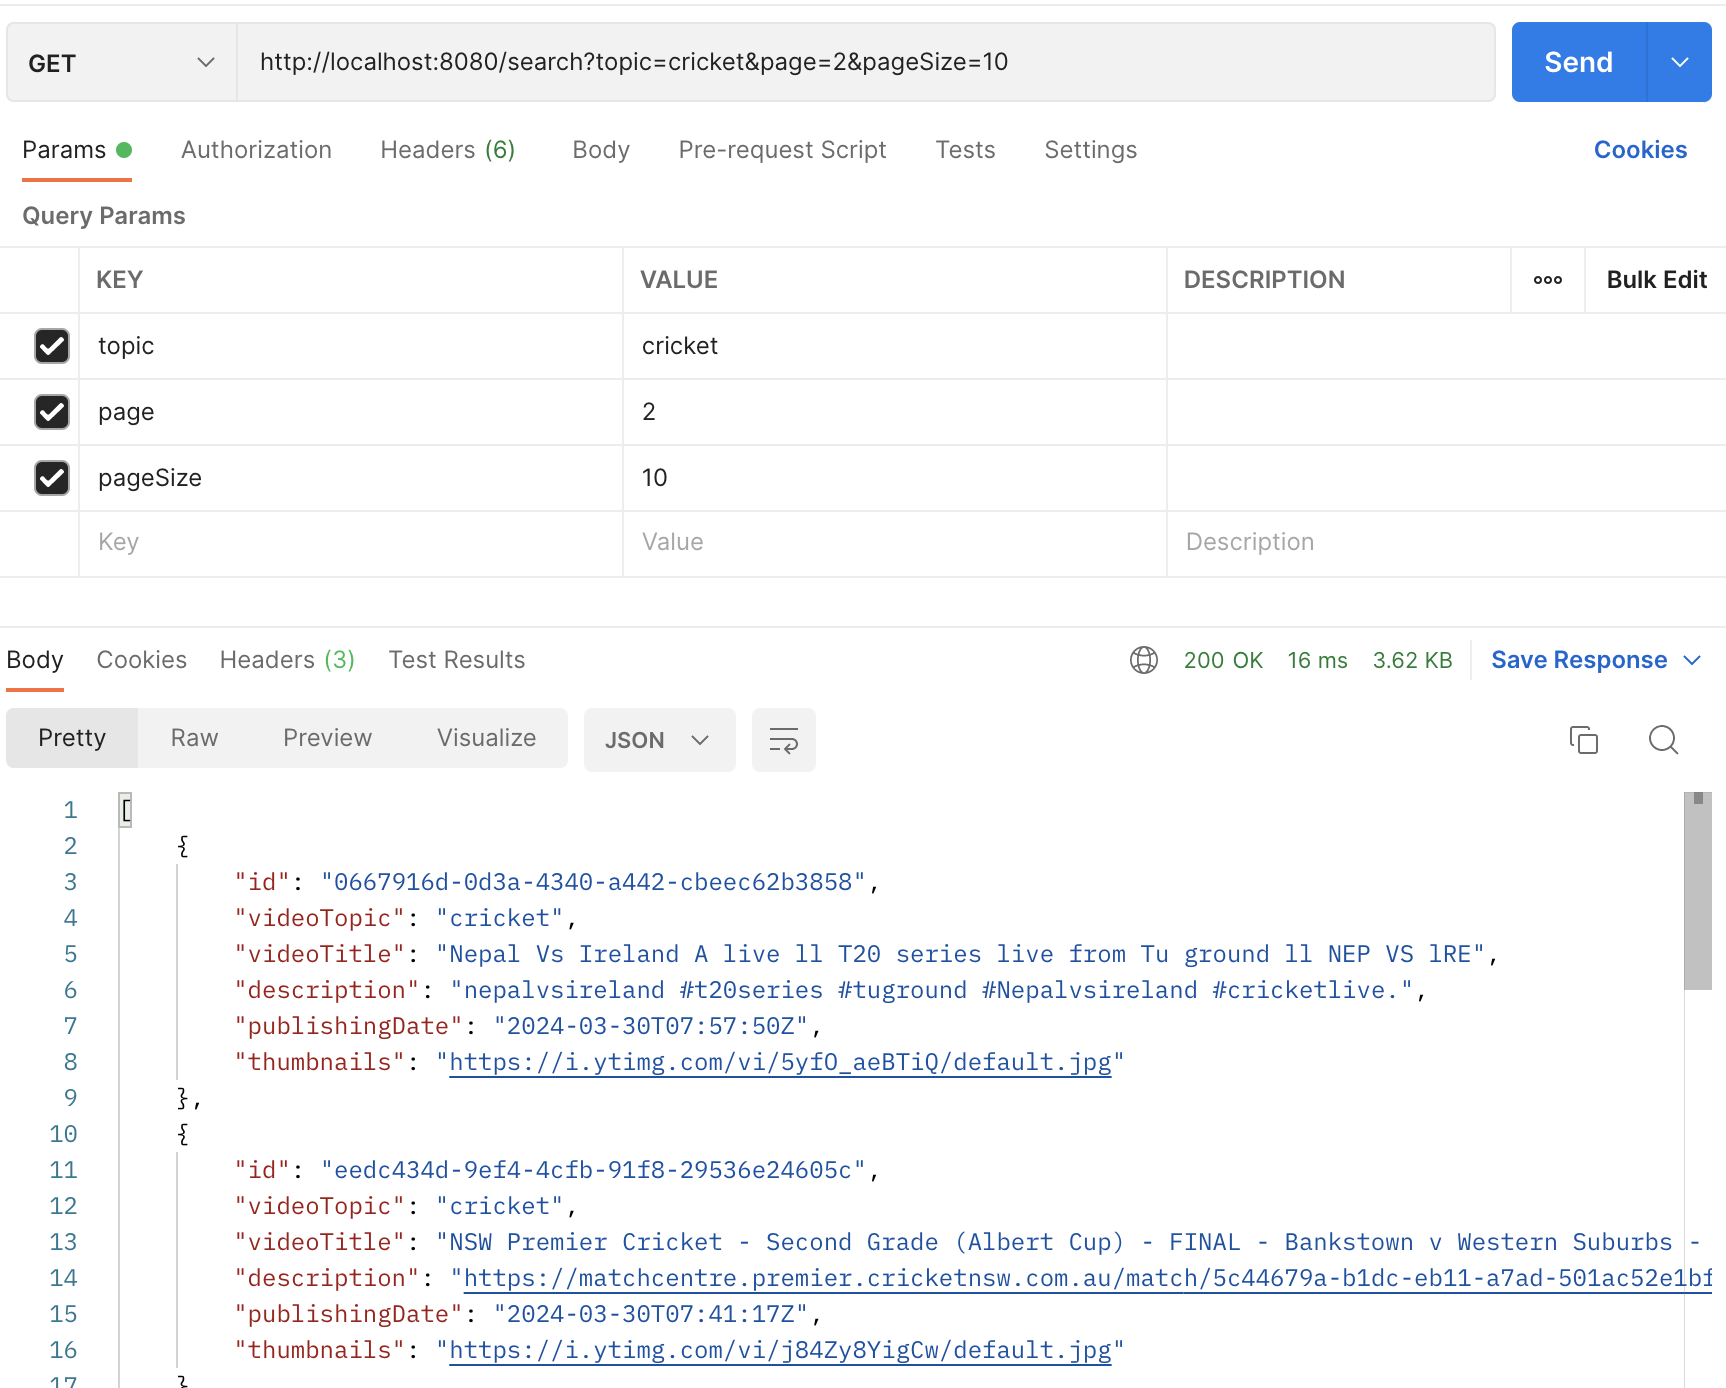 GET http://localhost:8080/search?topic=cricket&page=2&pageSize=10 Send
Params Authorization Headers (6) Body Pre-request Script Tests Settings Cookies
Query Params
KEY VALUE DESCRIPTION ooo Bulk Edit
topic cricket
page 2
pageSize 10
Key Value Description
Body Cookies Headers (3) Test Results 200 OK 16 ms 3.62 KB Save Response
Pretty Raw Preview Visualize JSON
1 [
2 {
3 "id": "0667916d-0d3a-4340-a442-cbeec62b3858",
4 "videoTopic": "cricket",
5 "videoTitle": "Nepal Vs Ireland A live ll T20 series live from Tu ground ll NEP VS lRE",
6 "description": "nepalvsireland #t20series #tuground #Nepalvsireland #cricketlive.",
7 "publishingDate": "2024-03-30T07:57:50Z",
8 "thumbnails": "https://i.ytimg.com/vi/5yfO_aeBTiQ/default.jpg"
9 },
10 {
11 "id": "eedc434d-9ef4-4cfb-91f8-29536e24605c",
12 "videoTopic": "cricket",
13 "videoTitle": "NSW Premier Cricket - Second Grade (Albert Cup) - FINAL - Bankstown v Western Suburbs -
14 "description": "https://matchcentre.premier.cricketnsw.com.au/match/5c44679a-b1dc-eb11-a7ad-501ac52e1bf
15 "publishingDate": "2024-03-30T07:41:17Z",
16 "thumbnails": "https://i.ytimg.com/vi/j84Zy8YigCw/default.jpg"
17 }